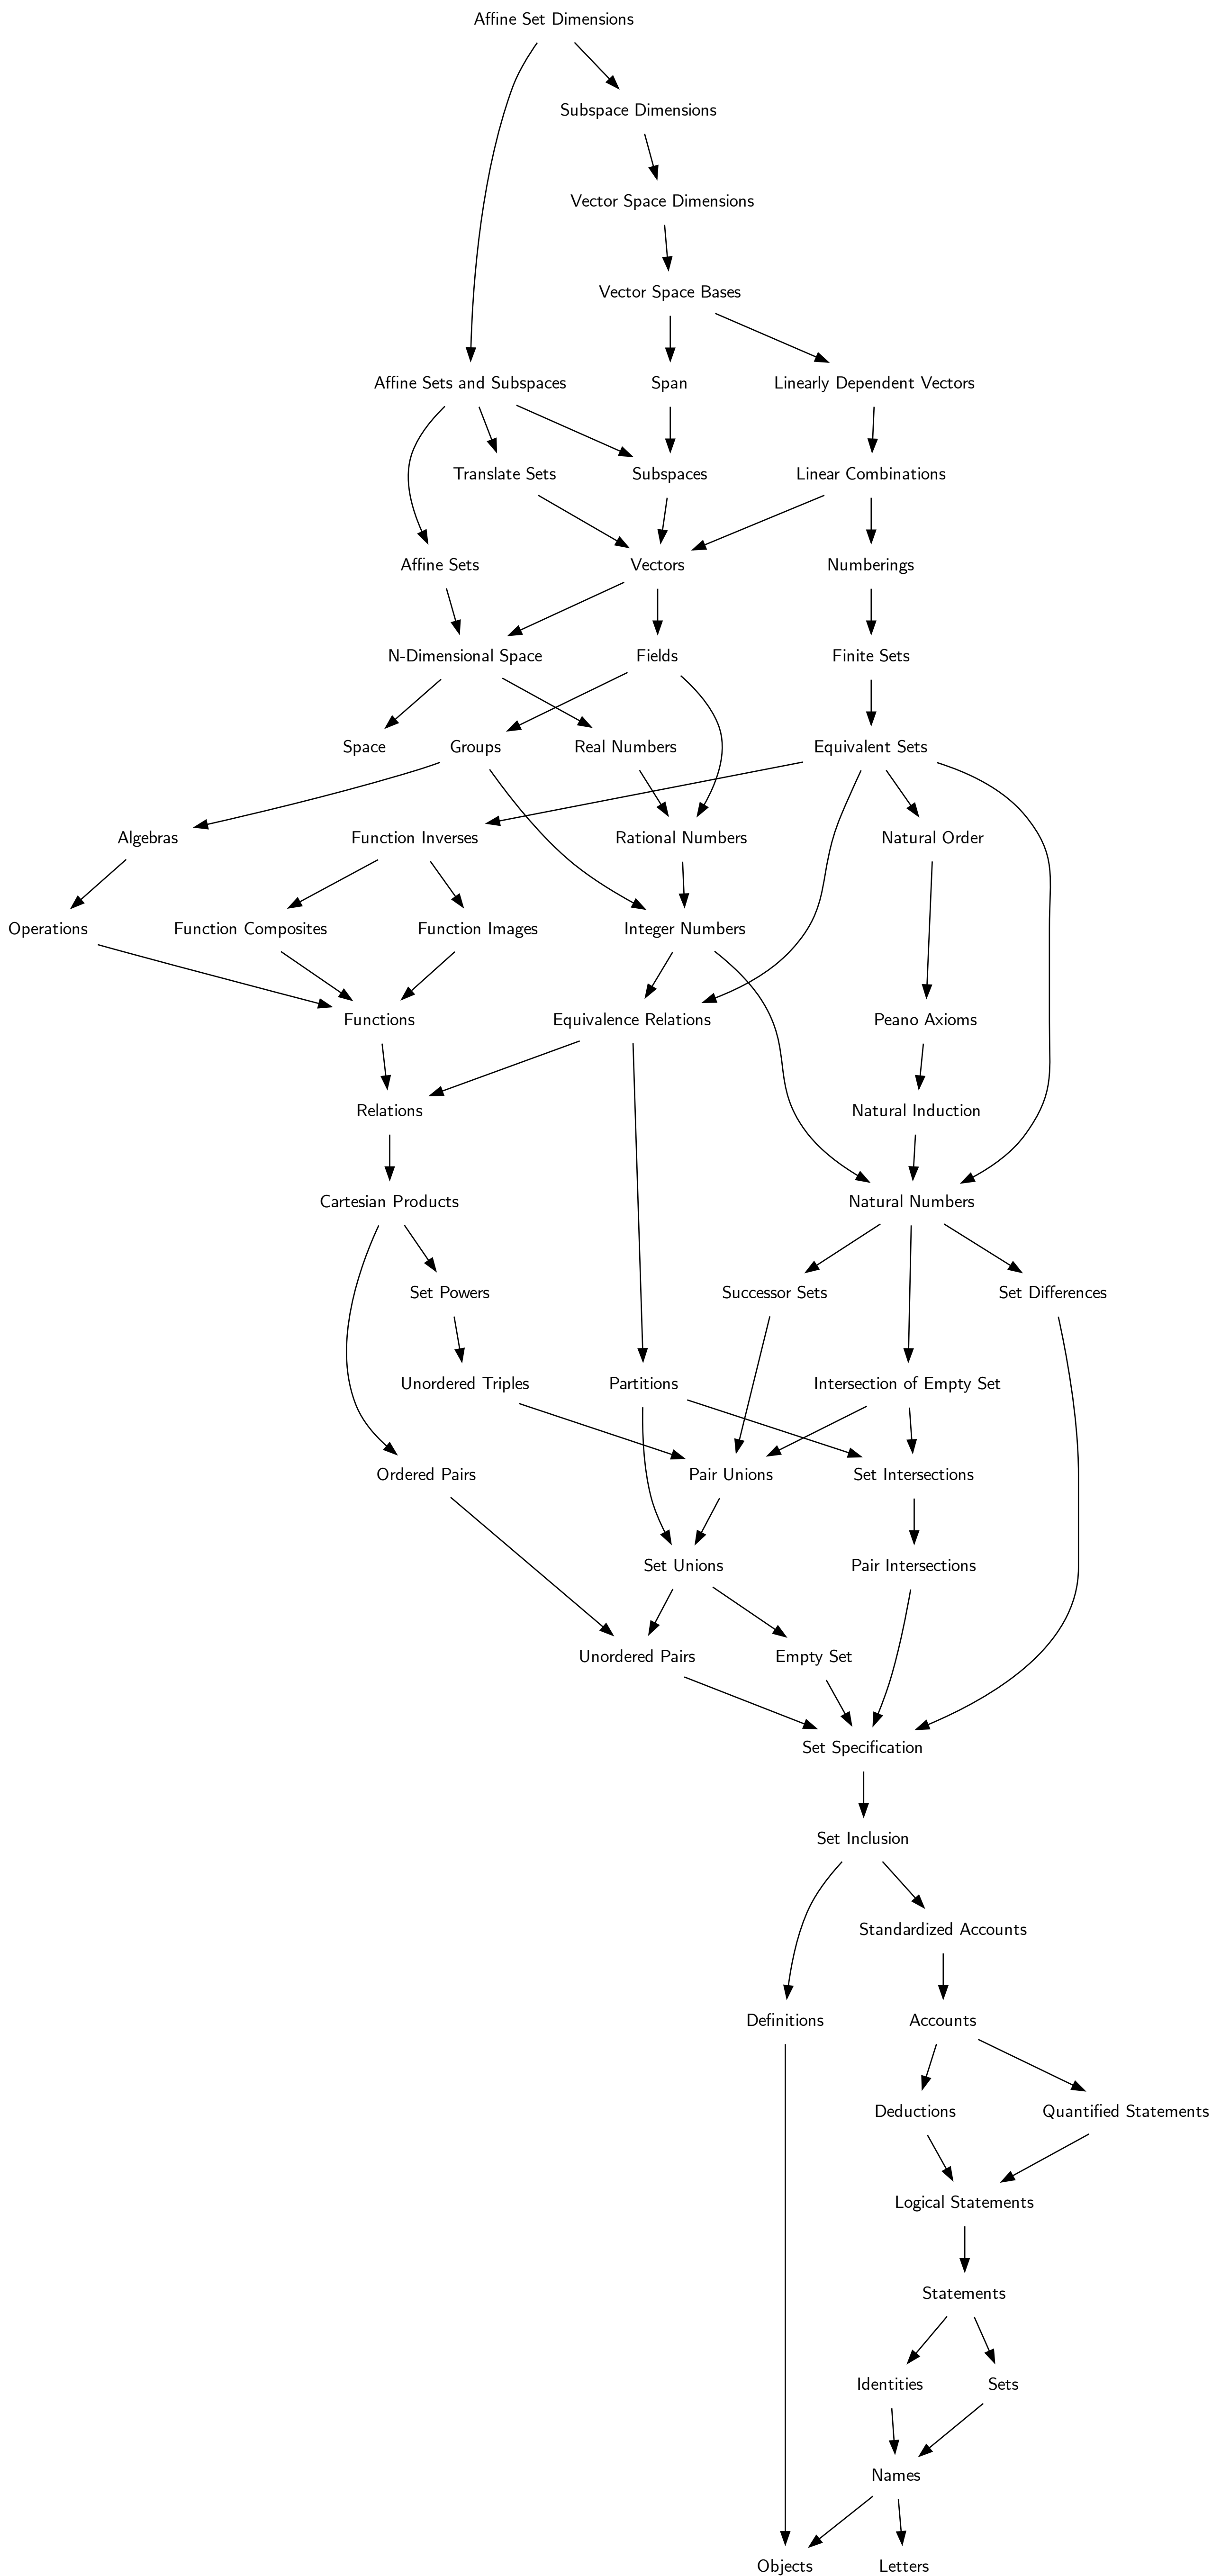 Affine Set Dimensions
Subspace Dimensions
Vector Space Dimensions
Vector Space Bases
Affine Sets and Subspaces
Span
Linearly Dependent Vectors
Translate Sets
Subspaces
Linear Combinations
Affine Sets
Vectors
Numberings
N-Dimensional Space
Fields
Finite Sets
Space
Groups
Real Numbers
Equivalent Sets
Algebras
Function Inverses
Rational Numbers
Natural Order
Operations
Function Composites
Function Images
Integer Numbers
Functions
Equivalence Relations
Peano Axioms
Relations
Natural Induction
Cartesian Products
Natural Numbers
Set Powers
Successor Sets
Set Differences
Unordered Triples
Partitions
Intersection of Empty Set
Ordered Pairs
Pair Unions
Set Intersections
Set Unions
Pair Intersections
Unordered Pairs
Empty Set
Set Specification
Set Inclusion
Standardized Accounts
Definitions
Accounts
Deductions
Quantified Statements
Logical Statements
Statements
Identities
Sets
Names
Objects
Letters